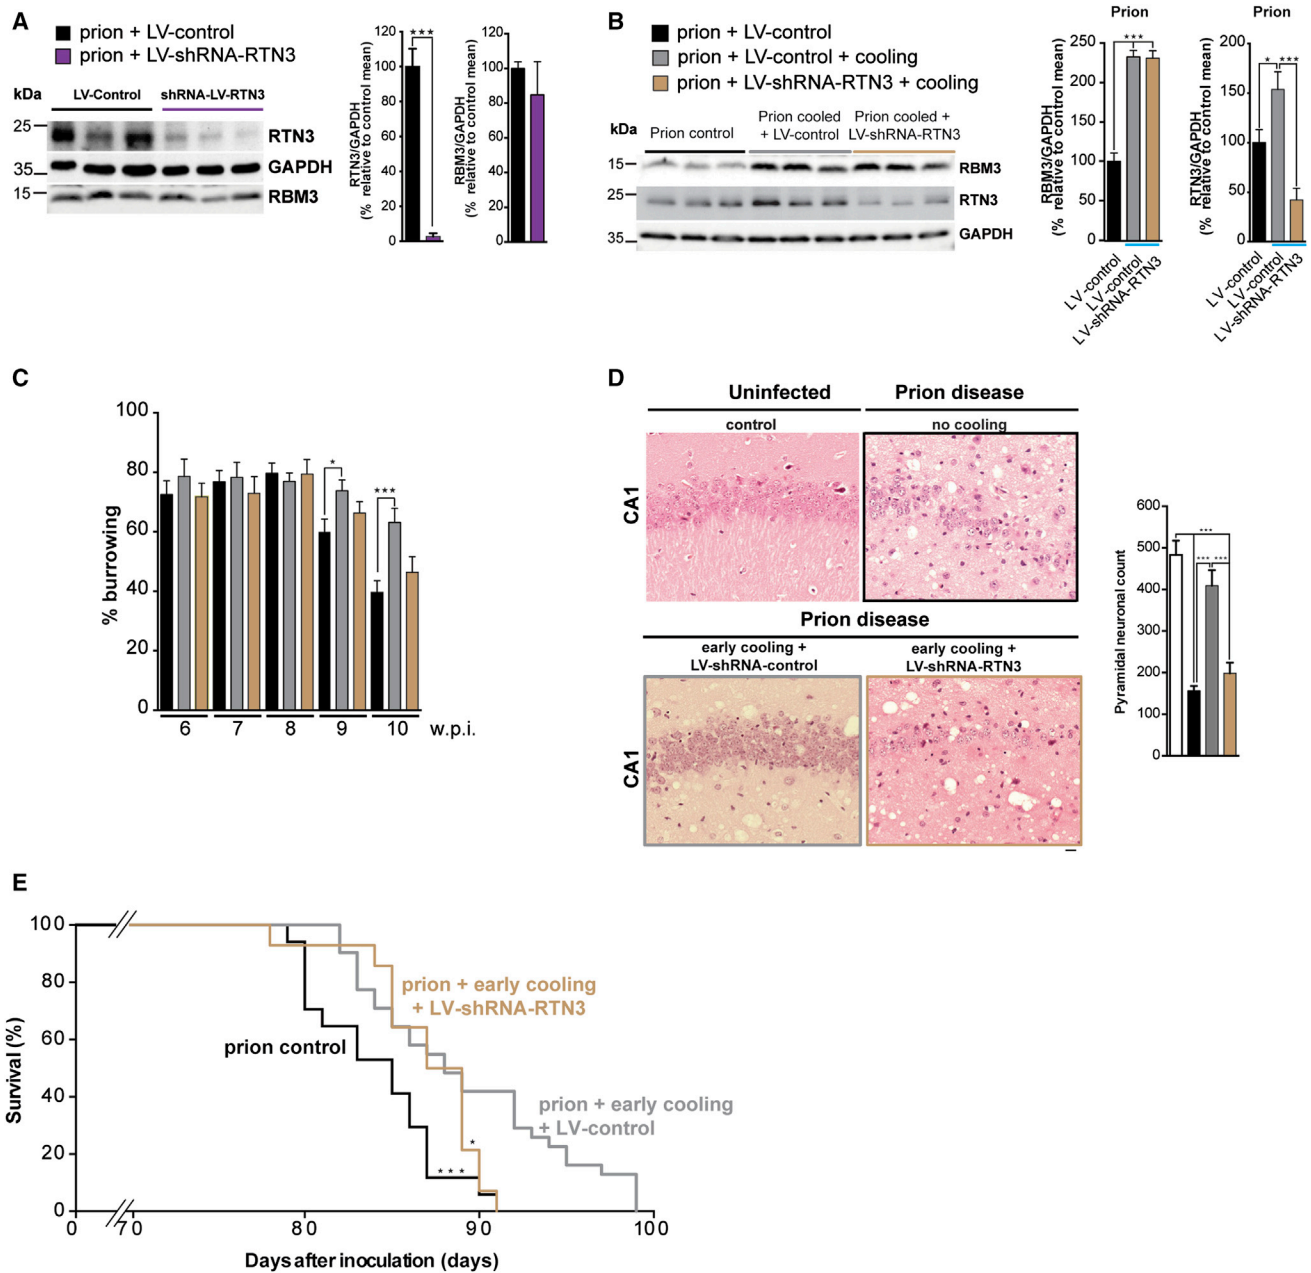 A
prion + LV-control
prion + LV-shRNA-RTN3
kDa
LV-Control
shRNA-LV-RTN3
25
RTN3
35
GAPDH
15
RBM3
RTN3/GAPDH
(% relative to control mean)
120
100
80
60
40
20
0
***
RBM3/GAPDH
(% relative to control mean)
120
100
80
60
40
20
0
B
prion + LV-control
prion + LV-control + cooling
prion + LV-shRNA-RTN3 + cooling
kDa
Prion control
Prion cooled
+ LV-control
Prion cooled +
LV-shRNA-RTN3
15
RBM3
25
RTN3
35
GAPDH
Prion
RBM3/GAPDH
(% relative to control mean)
250
200
150
100
50
0
***
LV-control
LV-control
LV-shRNA-RTN3
Prion
RTN3/GAPDH
(% relative to control mean)
200
150
100
50
0
* ***
LV-control
LV-control
LV-shRNA-RTN3
C
% burrowing
100
80
60
40
20
0
*
***
6 7 8 9 10 w.p.i.
D
Uninfected
Prion disease
control
no cooling
CA1
Prion disease
early cooling +
LV-shRNA-control
early cooling +
LV-shRNA-RTN3
CA1
Pyramidal neuronal count
600
500
400
300
200
100
0
***
*** ***
E
Survival (%)
100
80
60
40
20
0
prion + early cooling
+ LV-shRNA-RTN3
prion control
prion + early cooling
+ LV-control
*
* * *
0 70 80 90 100
Days after inoculation (days)